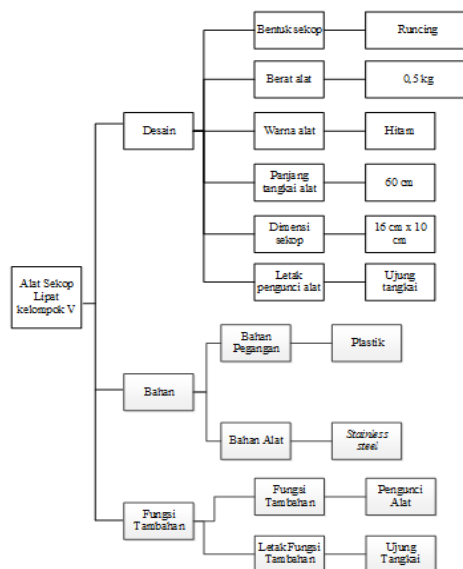 Bentuk sekop
Runcing
Berat alat
0,5 kg
Desain
Warna alat
Hitam
Panjang
tangkai alat
60 cm
Dimensi
sekop
16 cm x 10
cm
Letak
pengunci alat
Ujung
tangkai
Alat Sekop
Lipat
kelompok V
Bahan
Bahan
Pegangan
Plastik
Bahan Alat
Stainless
steel
Fungsi
Tambahan
Fungsi
Tambahan
Pengunci
Alat
Letak Fungsi
Tambahan
Ujung
Tangkai